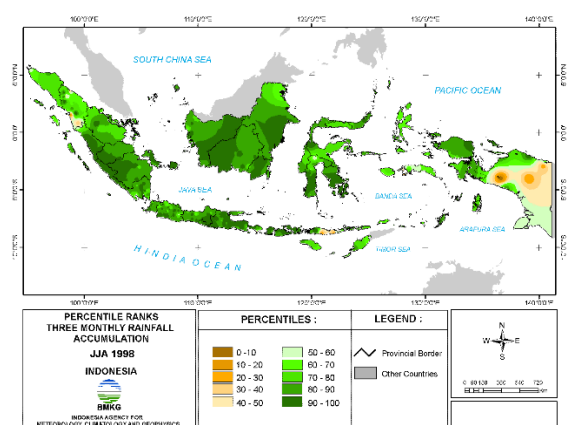 100°0'0"E 110°0'0"E 120°0'0"E 130°0'0"E 140°0'0"E
SOUTH CHINA SEA
PACIFIC OCEAN
JAVA SEA
BANDA SEA
ARAFURA SEA
TIMOR SEA
HINDIA OCEAN
100°0'0"E 110°0'0"E 120°0'0"E 130°0'0"E 140°0'0"E
PERCENTILE RANKS
THREE MONTHLY RAINFALL
ACCUMULATION
JJA 1998
INDONESIA
BMKG
INDONESIA AGENCY FOR
METEOROLOGY, CLIMATOLOGY AND GEOPHYSICS
PERCENTILES :
0 -10
10 - 20
20 - 30
30 - 40
40 - 50
50 - 60
60 - 70
70 - 80
80 - 90
90 - 100
LEGEND :
Provincial Border
Other Countries
N
W E
S